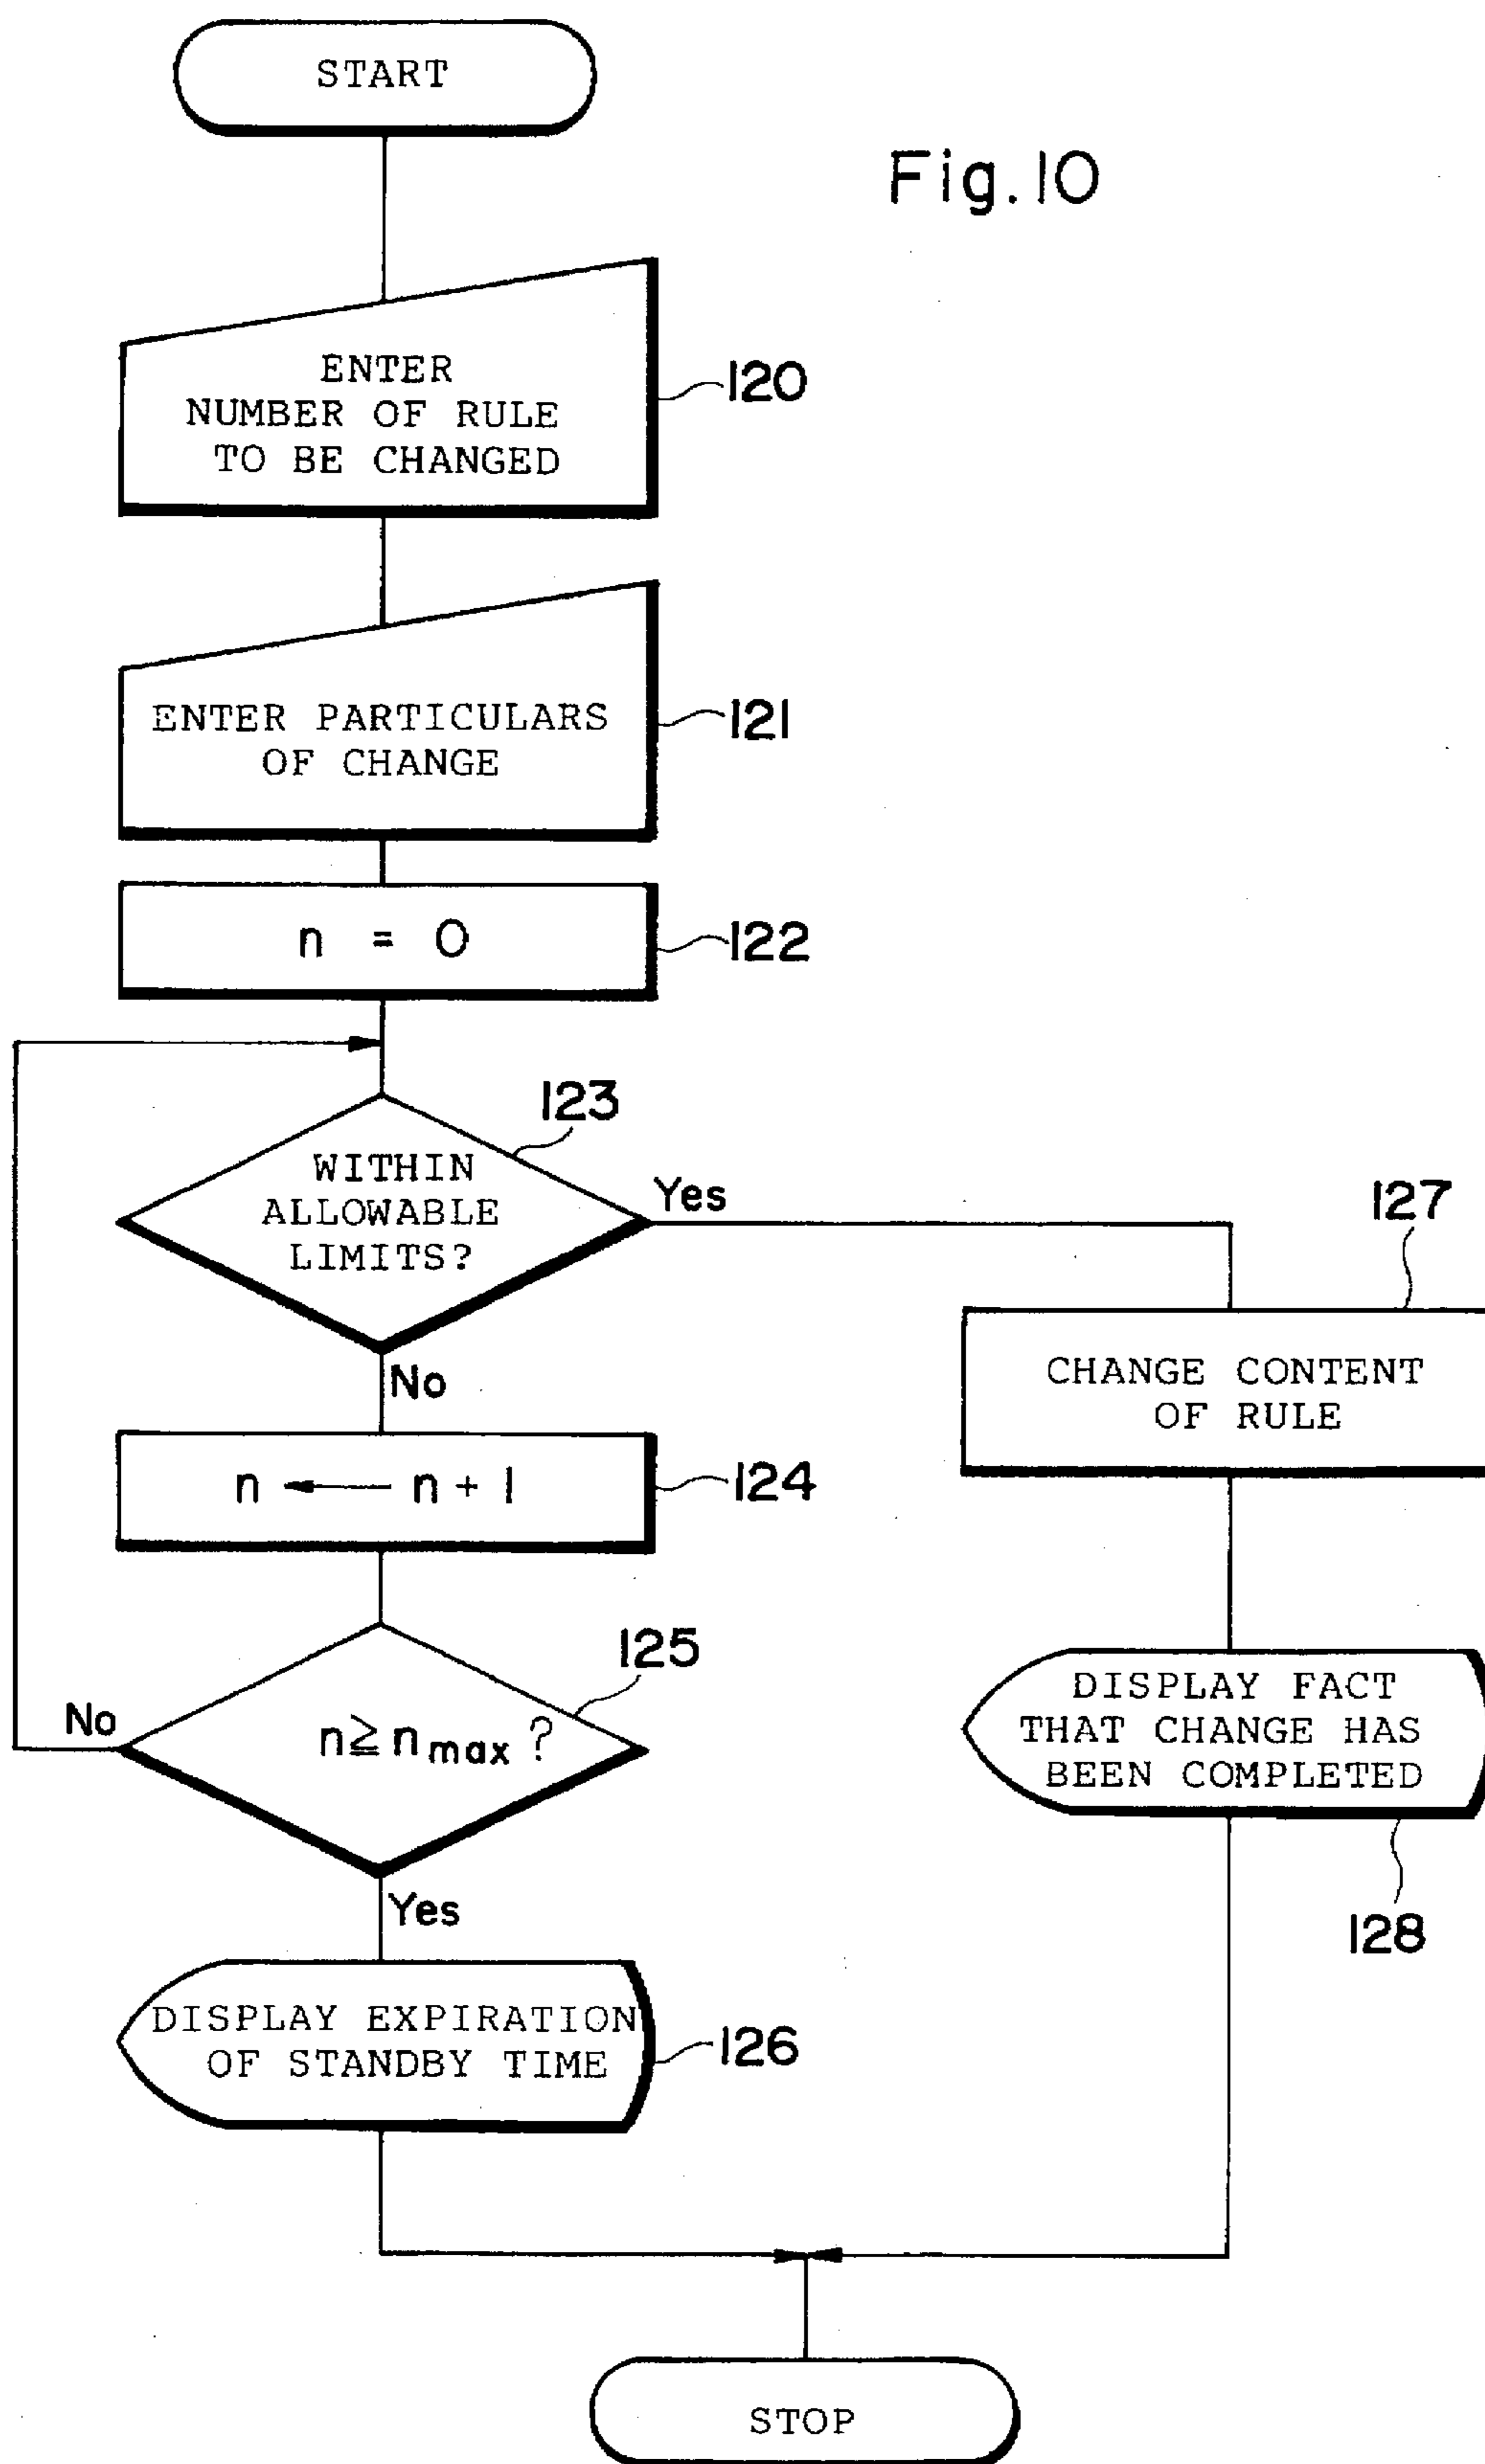 START
Fig. 10
ENTER
NUMBER OF RULE
TO BE CHANGED
120
ENTER PARTICULARS
OF CHANGE
121
n = 0
122
123
WITHIN
ALLOWABLE
LIMITS?
Yes
No
127
CHANGE CONTENT
OF RULE
n ← n + 1
124
125
n ≧ nmax ?
No
Yes
DISPLAY FACT
THAT CHANGE HAS
BEEN COMPLETED
128
DISPLAY EXPIRATION
OF STANDBY TIME
126
STOP